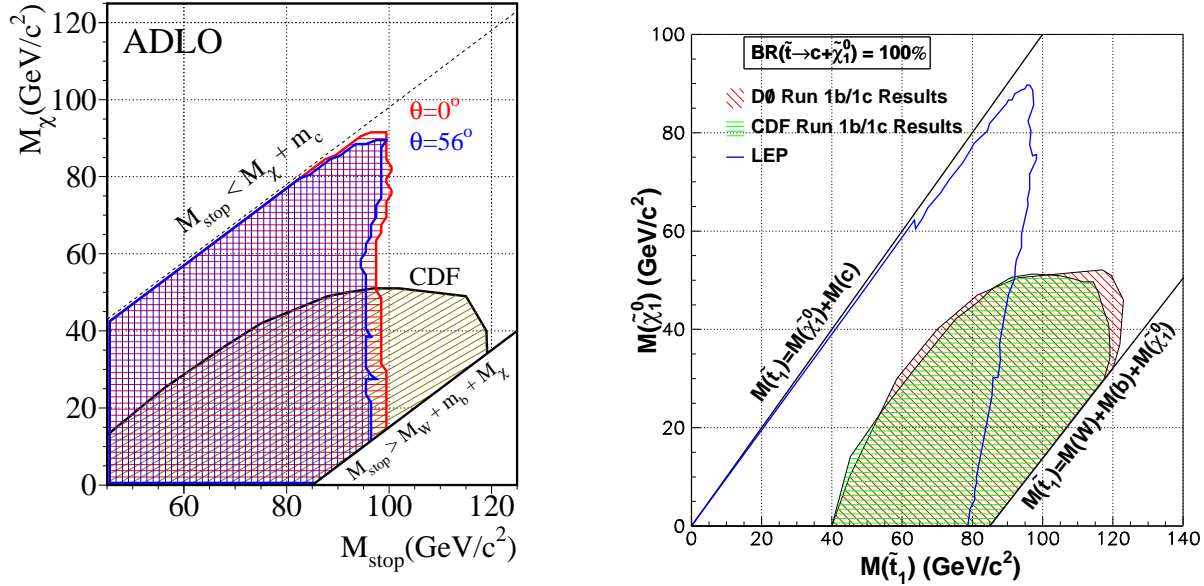 ADLO
θ=0°
θ=56°
M_stop < M_χ + m_c
CDF
M_stop > M_W + m_b + M_χ
M_χ(GeV/c²)
0
20
40
60
80
100
120
60
80
100
120
M_stop(GeV/c²)
BR(t̃→c+χ̃₁⁰) = 100%
DØ Run 1b/1c Results
CDF Run 1b/1c Results
LEP
M(t̃₁)=M(χ̃₁⁰)+M(c)
M(t̃₁)=M(W)+M(b)+M(χ̃₁⁰)
M(χ̃₁⁰) (GeV/c²)
0
20
40
60
80
100
0
20
40
60
80
100
120
140
M(t̃₁) (GeV/c²)